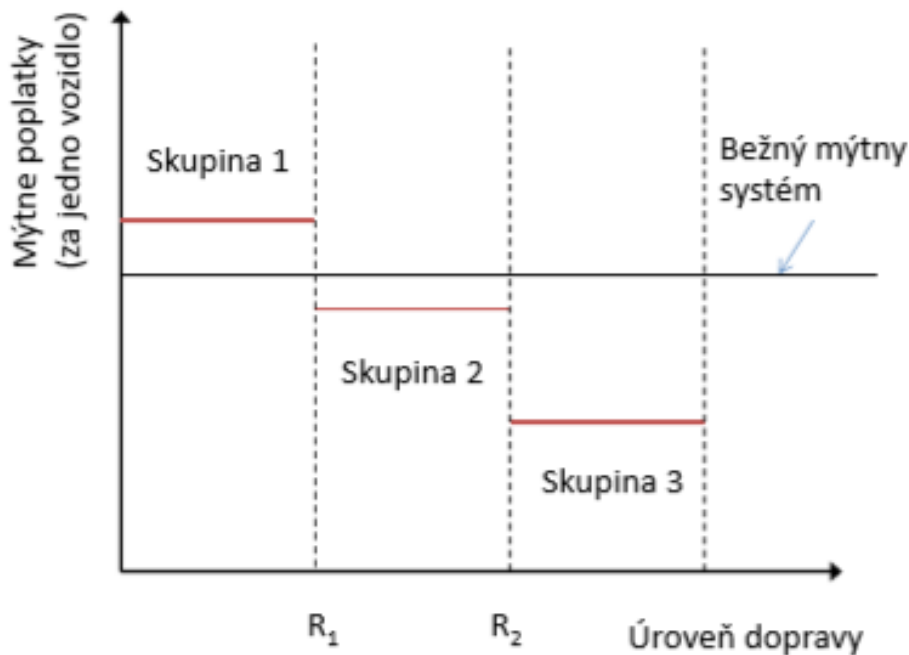 Mýtne poplatky
(za jedno vozidlo)
Skupina 1
Bežný mýtny
systém
Skupina 2
Skupina 3
R₁
R₂
Úroveň dopravy